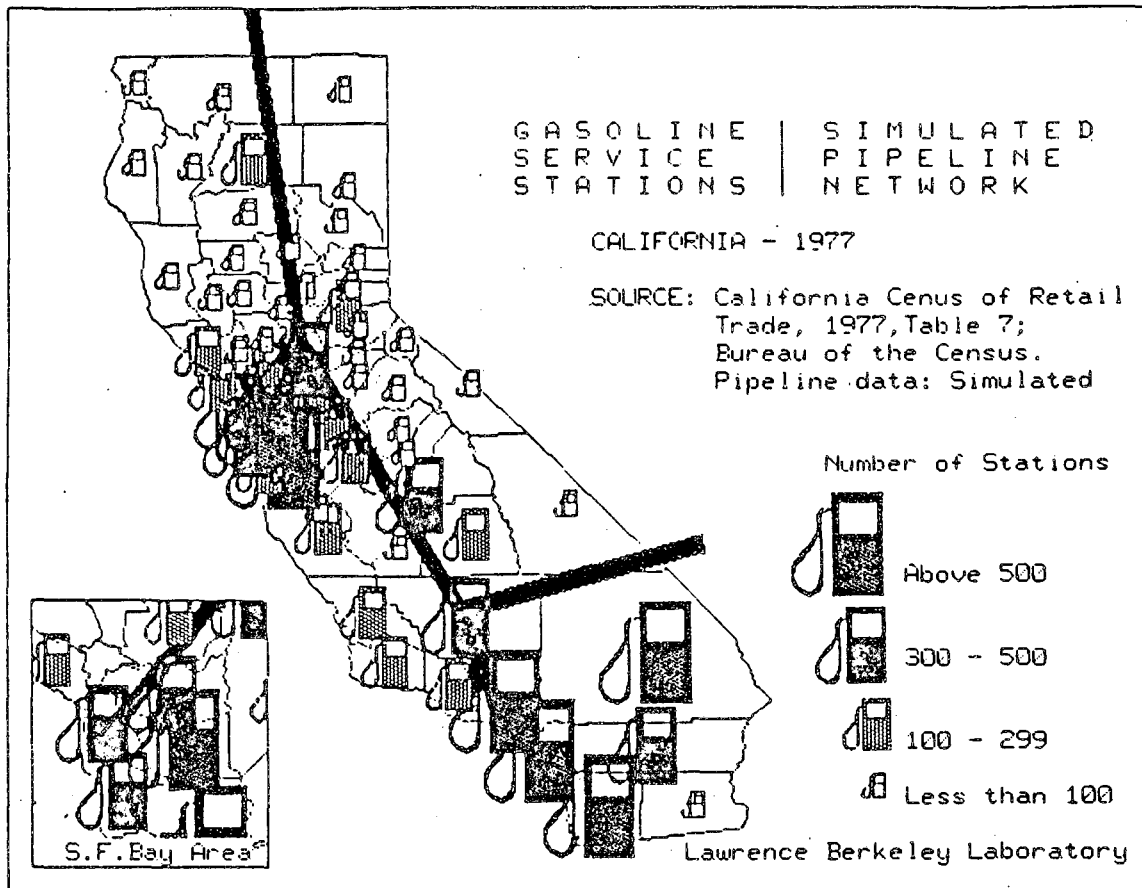 GASOLINE | SIMULATED
SERVICE | PIPELINE
STATIONS | NETWORK
CALIFORNIA - 1977
SOURCE: California Cenus of Retail
Trade, 1977, Table 7;
Bureau of the Census.
Pipeline data: Simulated
Number of Stations
Above 500
300 - 500
100 - 299
Less than 100
S.F. Bay Area
Lawrence Berkeley Laboratory